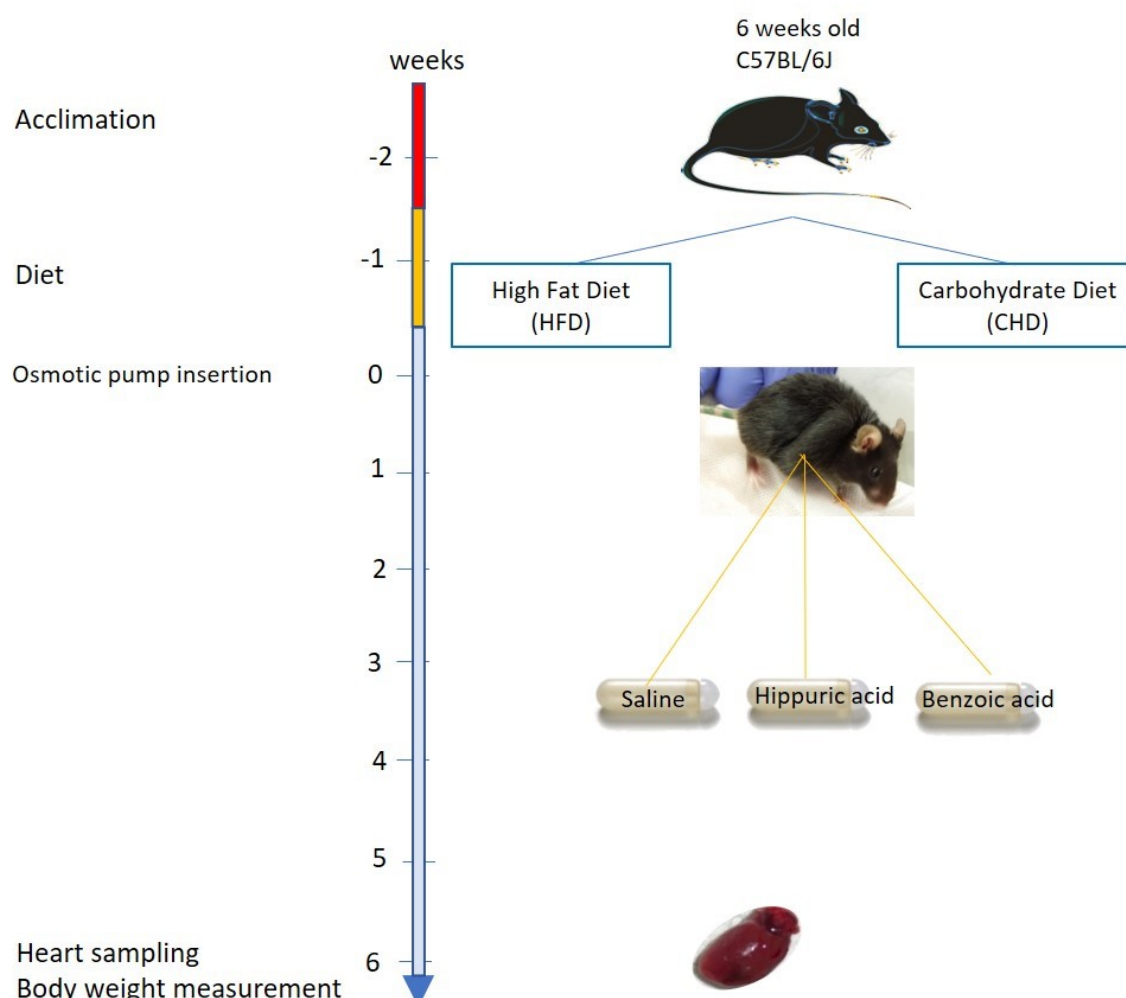 6 weeks old
C57BL/6J
weeks
Acclimation
-2
-1
Diet
High Fat Diet
(HFD)
Carbohydrate Diet
(CHD)
Osmotic pump insertion
0
1
2
3
Saline
Hippuric acid
Benzoic acid
4
5
Heart sampling
6
Body weight measurement